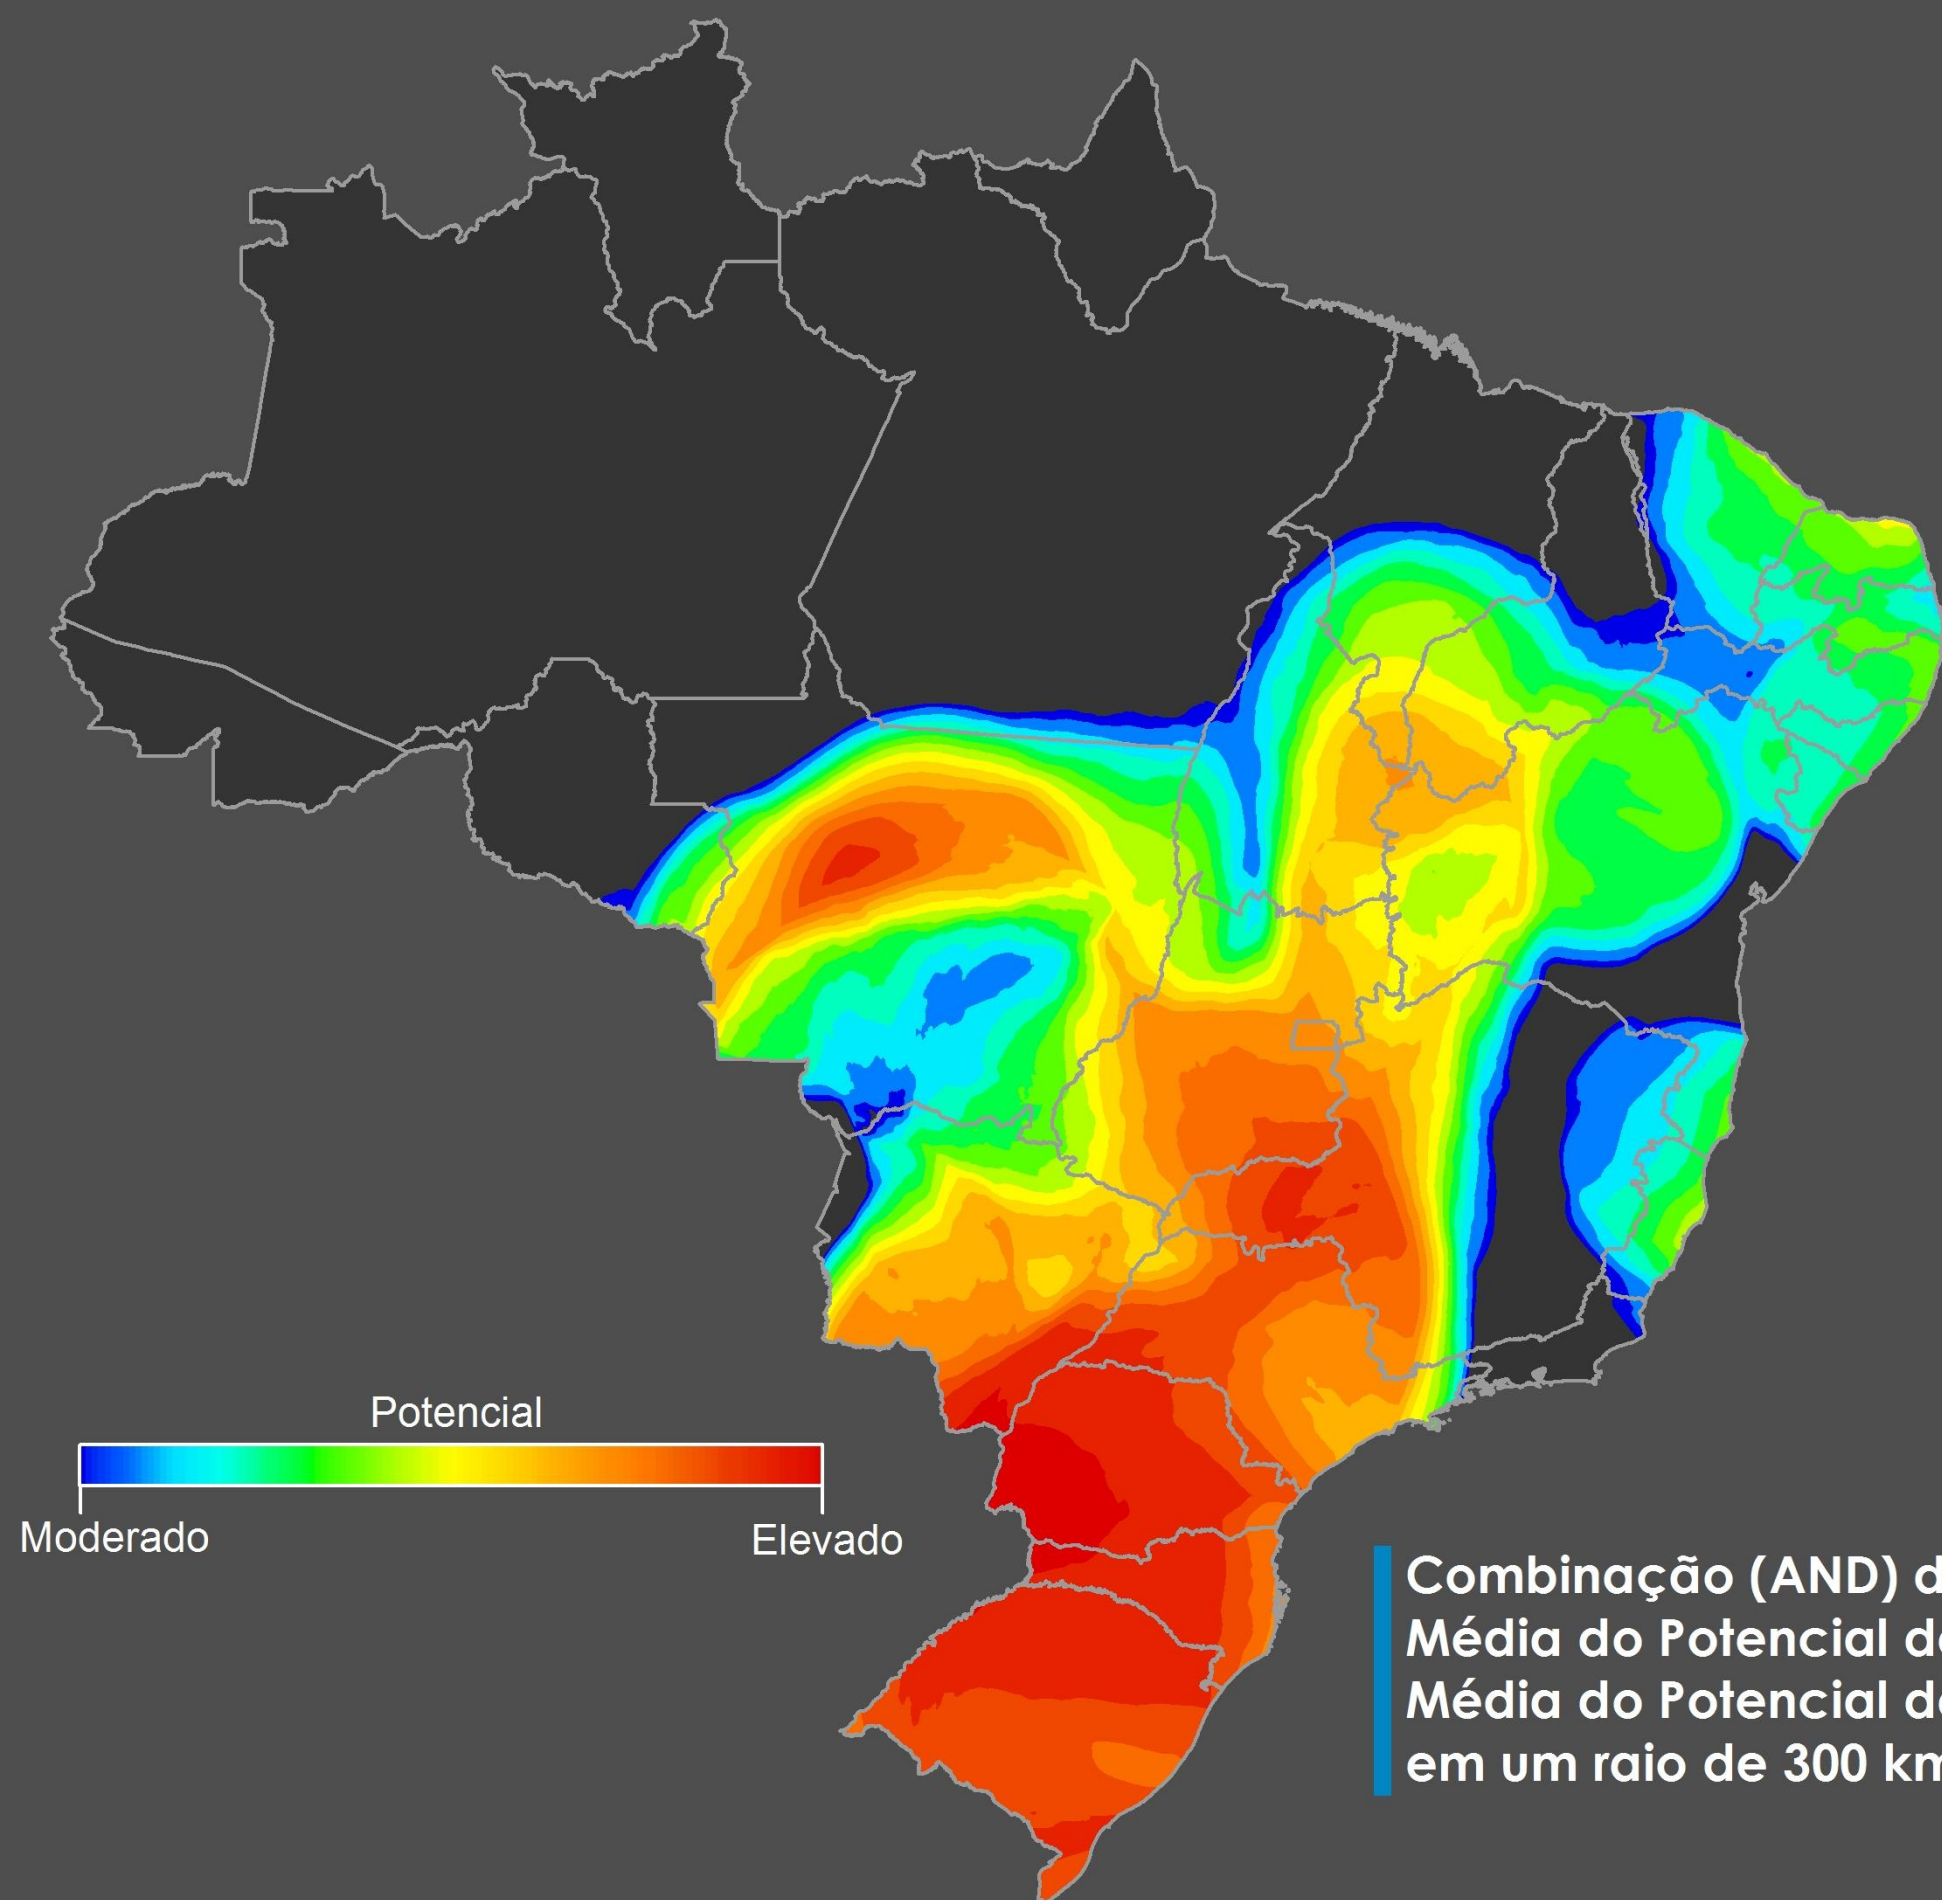 Potencial
Moderado
Elevado
Combinação (AND) d
Média do Potencial d
Média do Potencial d
em um raio de 300 km